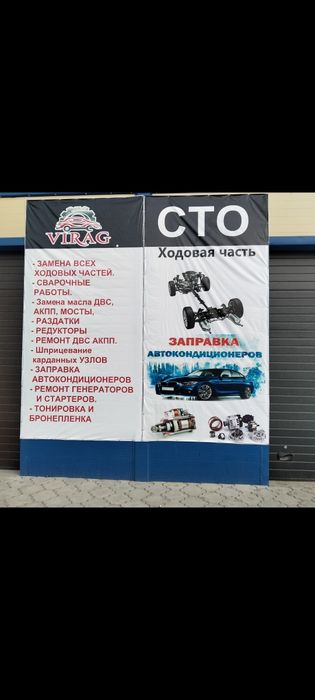 VIRAG
- ЗАМЕНА ВСЕХ
ХОДОВЫХ ЧАСТЕЙ.
- СВАРОЧНЫЕ
РАБОТЫ.
- Замена масла ДВС,
АКПП, МОСТЫ,
- РАЗДАТКИ
- РЕДУКТОРЫ
- РЕМОНТ ДВС АКПП.
- Шприцевание
карданных УЗЛОВ
- ЗАПРАВКА
АВТОКОНДИЦИОНЕРОВ
- РЕМОНТ ГЕНЕРАТОРОВ
И СТАРТЕРОВ.
- ТОНИРОВКА И
БРОНЕПЛЕНКА
СТО
Ходовая часть
ЗАПРАВКА
АВТОКОНДИЦИОНЕРОВ